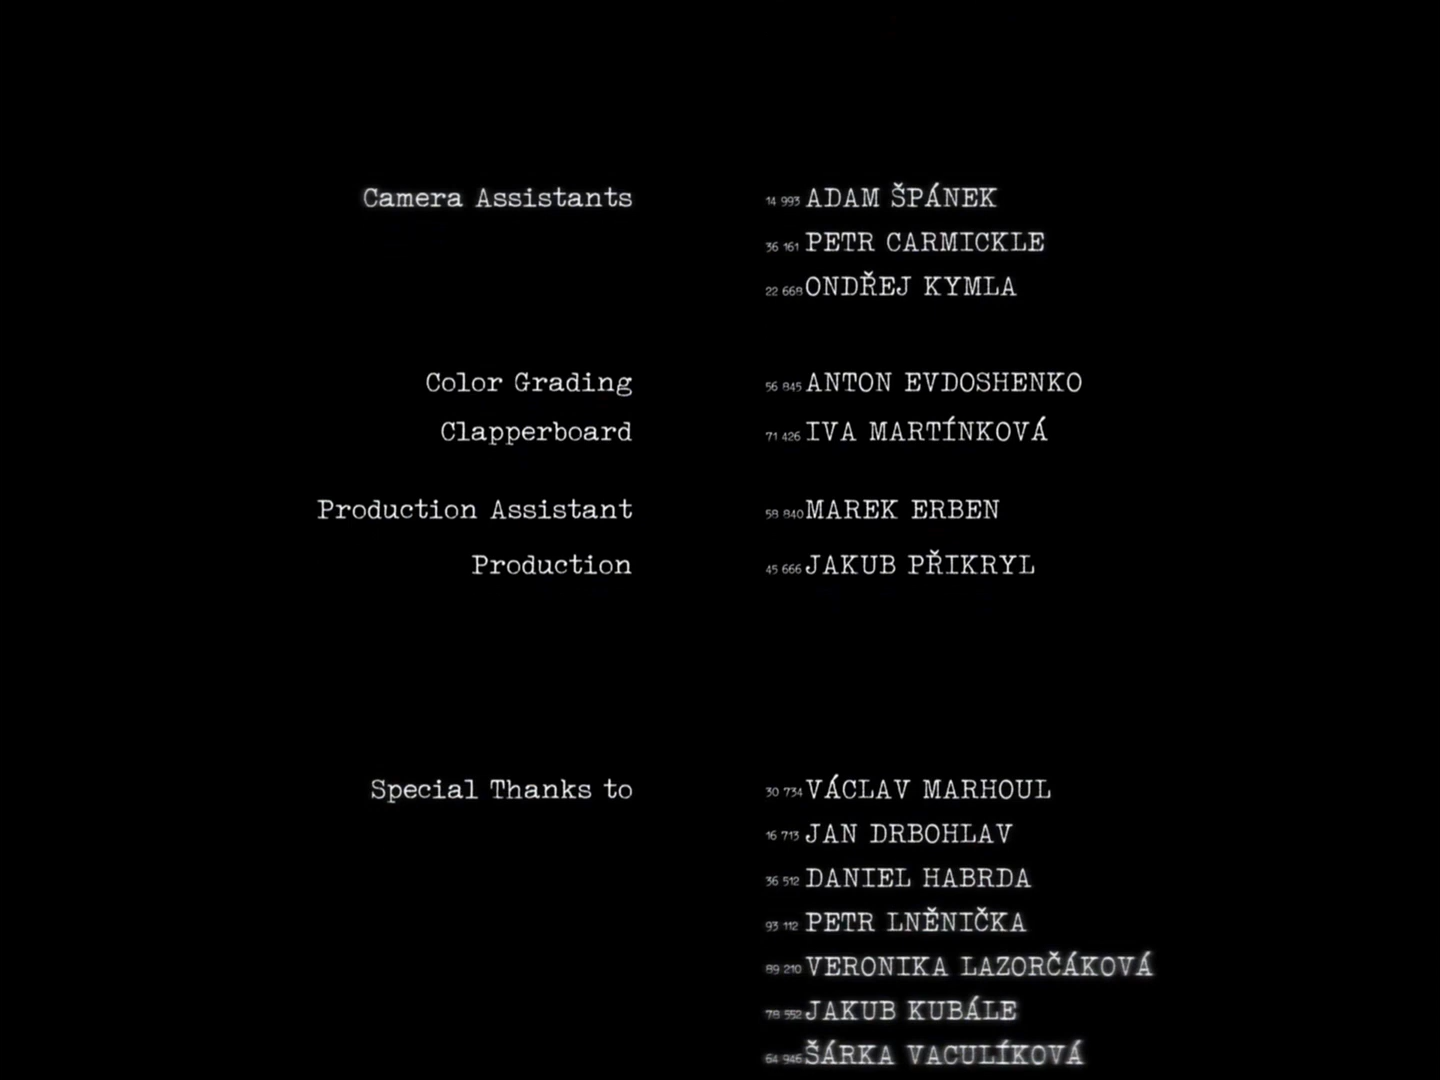 Camera Assistants 14 993 ADAM ŠPÁNEK
36 161 PETR CARMICKLE
22 668 ONDŘEJ KYMLA
Color Grading 56 845 ANTON EVDOSHENKO
Clapperboard 71 426 IVA MARTÍNKOVÁ
Production Assistant 58 840 MAREK ERBEN
Production 45 666 JAKUB PŘIKRYL
Special Thanks to 30 734 VÁCLAV MARHOUL
16 713 JAN DRBOHLAV
36 512 DANIEL HABRDA
93 112 PETR LNĚNIČKA
89 210 VERONIKA LAZORČÁKOVÁ
78 552 JAKUB KUBÁLE
64 946 ŠÁRKA VACULÍKOVÁ